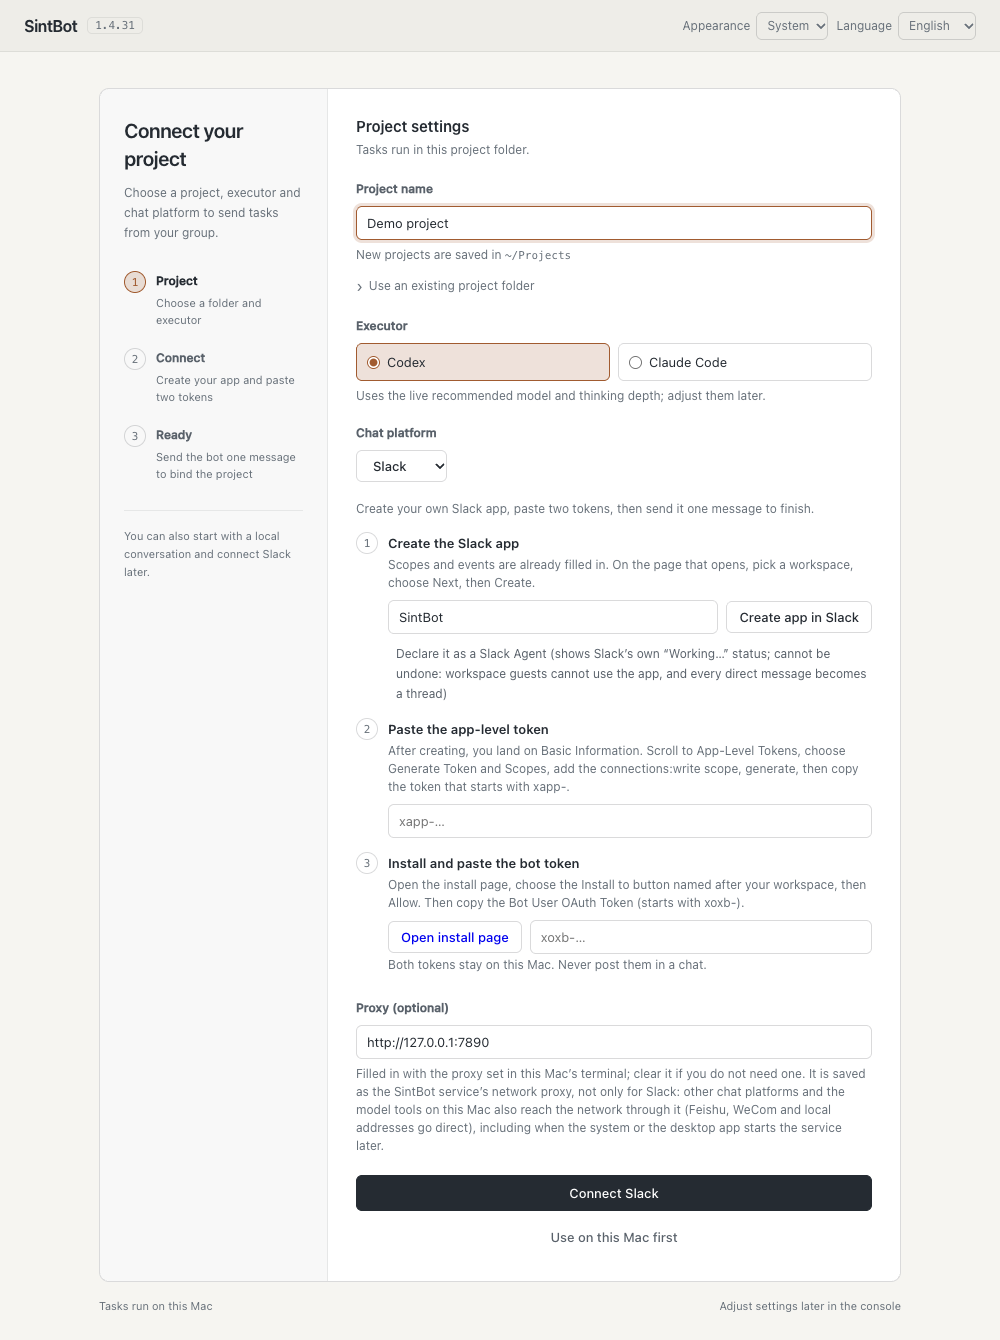 SintBot 1.4.31
Appearance System Language English
Connect your
project
Choose a project, executor and
chat platform to send tasks
from your group.
1 Project
Choose a folder and
executor
2 Connect
Create your app and paste
two tokens
3 Ready
Send the bot one message
to bind the project
You can also start with a local
conversation and connect Slack
later.
Project settings
Tasks run in this project folder.
Project name
Demo project
New projects are saved in ~/Projects
› Use an existing project folder
Executor
Codex
Claude Code
Uses the live recommended model and thinking depth; adjust them later.
Chat platform
Slack
Create your own Slack app, paste two tokens, then send it one message to finish.
1 Create the Slack app
Scopes and events are already filled in. On the page that opens, pick a workspace,
choose Next, then Create.
SintBot
Create app in Slack
Declare it as a Slack Agent (shows Slack’s own “Working…” status; cannot be
undone: workspace guests cannot use the app, and every direct message becomes
a thread)
2 Paste the app-level token
After creating, you land on Basic Information. Scroll to App-Level Tokens, choose
Generate Token and Scopes, add the connections:write scope, generate, then copy
the token that starts with xapp-.
xapp-…
3 Install and paste the bot token
Open the install page, choose the Install to button named after your workspace, then
Allow. Then copy the Bot User OAuth Token (starts with xoxb-).
Open install page
xoxb-…
Both tokens stay on this Mac. Never post them in a chat.
Proxy (optional)
http://127.0.0.1:7890
Filled in with the proxy set in this Mac’s terminal; clear it if you do not need one. It is saved
as the SintBot service’s network proxy, not only for Slack: other chat platforms and the
model tools on this Mac also reach the network through it (Feishu, WeCom and local
addresses go direct), including when the system or the desktop app starts the service
later.
Connect Slack
Use on this Mac first
Tasks run on this Mac
Adjust settings later in the console